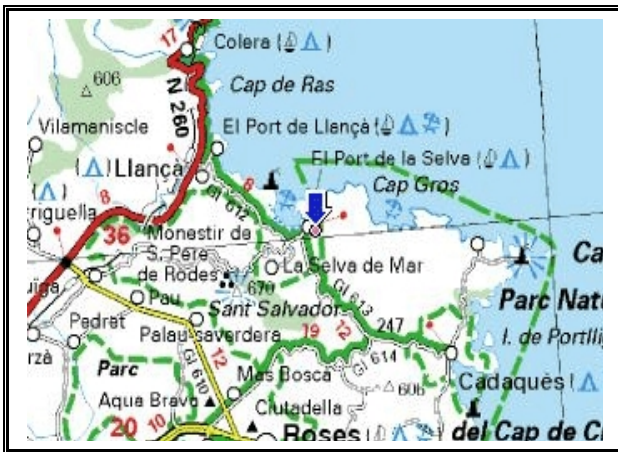 17
Colera
606
Cap de Ras
N 260
Vilamaniscle
El Port de Llançà
Llançà
El Port de la Selva
Cap Gros
8
8
GI 612
riguella
36
Monestir de
S. Pere
de Rodes
La Selva de Mar
Ca
uïga
670
Pau
Sant Salvador
GI 613
Parc Natu
Pedret
Palau-saverdera
19
12
247
I. de Portlli
rzà
GI 610
12
GI 614
Parc
Mas Boscà
606
Cadaquès
Aqua Brava
Ciutadella
20
10
Roses
del Cap de C